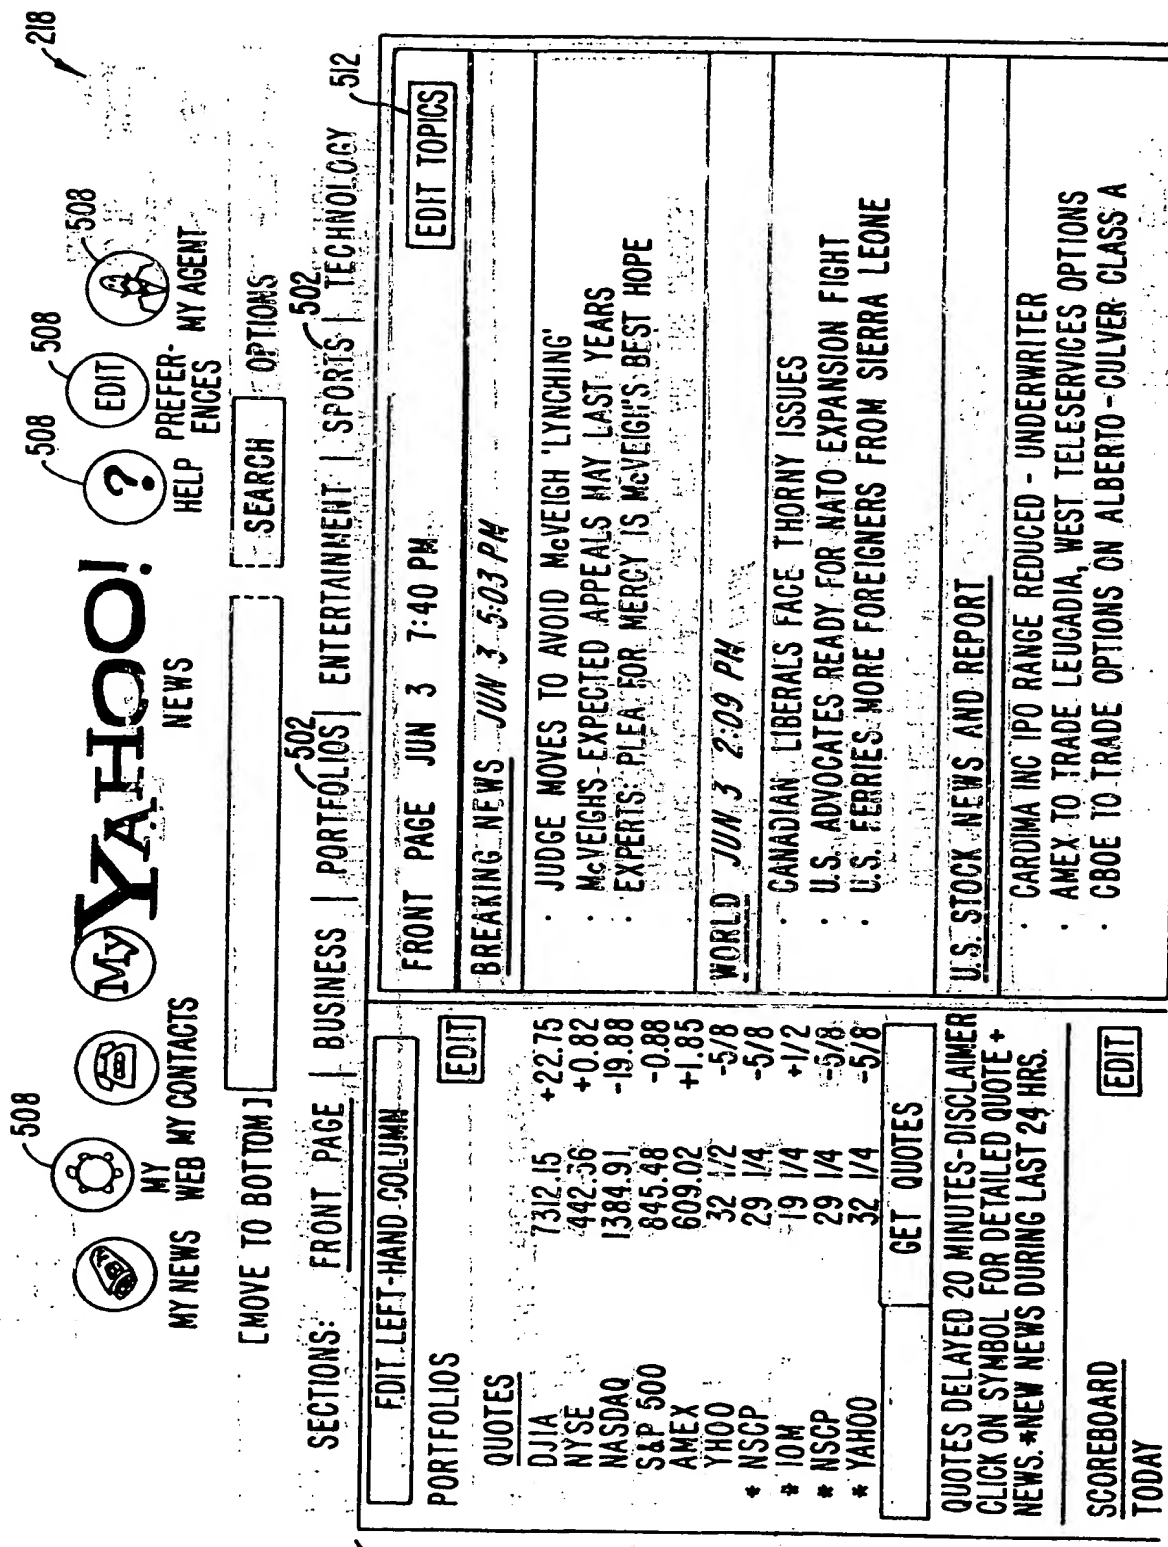 218
508
508
508
508
My YAHOO!
NEWS
MY NEWS
MY WEB
MY CONTACTS
HELP
PREFER-
ENCES
MY AGENT
[MOVE TO BOTTOM]
SEARCH
OPTIONS
502
502
SECTIONS: FRONT PAGE | BUSINESS | PORTFOLIOS | ENTERTAINMENT | SPORTS | TECHNOLOGY
512
EDIT LEFT-HAND COLUMN
PORTFOLIOS EDIT
QUOTES
DJIA 7312.15 +22.75
NYSE 442.36 +0.82
NASDAQ 1384.91 -19.88
S&P 500 845.48 -0.88
AMEX 609.02 +1.85
YHOO 32 1/2 -5/8
* NSCP 29 1/4 -5/8
* IOM 19 1/4 +1/2
* NSCP 29 1/4 -5/8
* YAHOO 32 1/4 -5/8
GET QUOTES
QUOTES DELAYED 20 MINUTES-DISCLAIMER
CLICK ON SYMBOL FOR DETAILED QUOTE +
NEWS. *NEW NEWS DURING LAST 24 HRS.
SCOREBOARD EDIT
TODAY
FRONT PAGE JUN 3 7:40 PM EDIT TOPICS
BREAKING NEWS JUN 3 5:03 PM
· JUDGE MOVES TO AVOID McVEIGH 'LYNCHING'
· McVEIGHS EXPECTED APPEALS MAY LAST YEARS
· EXPERTS: PLEA FOR MERCY IS McVEIGH'S BEST HOPE
WORLD JUN 3 2:09 PM
· CANADIAN LIBERALS FACE THORNY ISSUES
· U.S. ADVOCATES READY FOR NATO EXPANSION FIGHT
· U.S. FERRIES MORE FOREIGNERS FROM SIERRA LEONE
U.S. STOCK NEWS AND REPORT
· CARDIMA INC IPO RANGE REDUCED - UNDERWRITER
· AMEX TO TRADE LEUCADIA, WEST TELESERVICES OPTIONS
· CBOE TO TRADE OPTIONS ON ALBERTO-CULVER CLASS A
EDIT